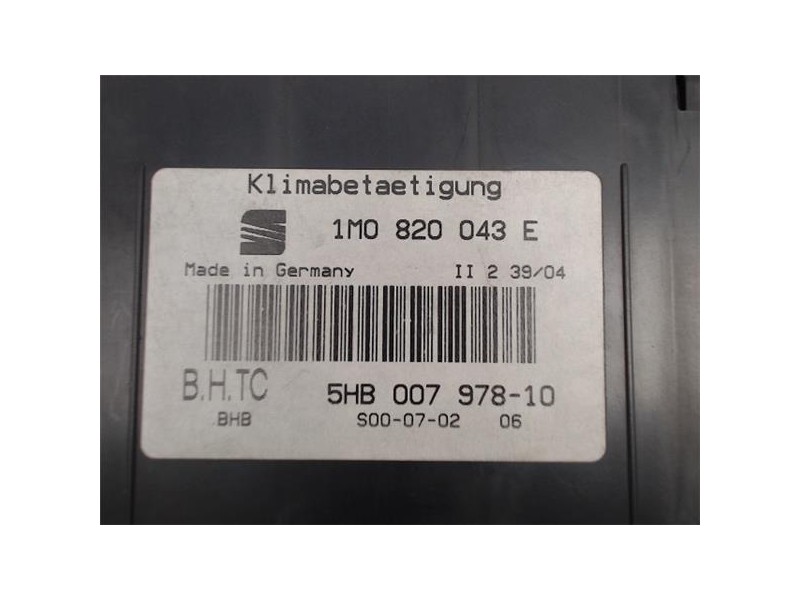 Klimabetaetigung
1M0 820 043 E
Made in Germany II 2 39/04
B.H.TC 5HB 007 978-10
BHB S00-07-02 06